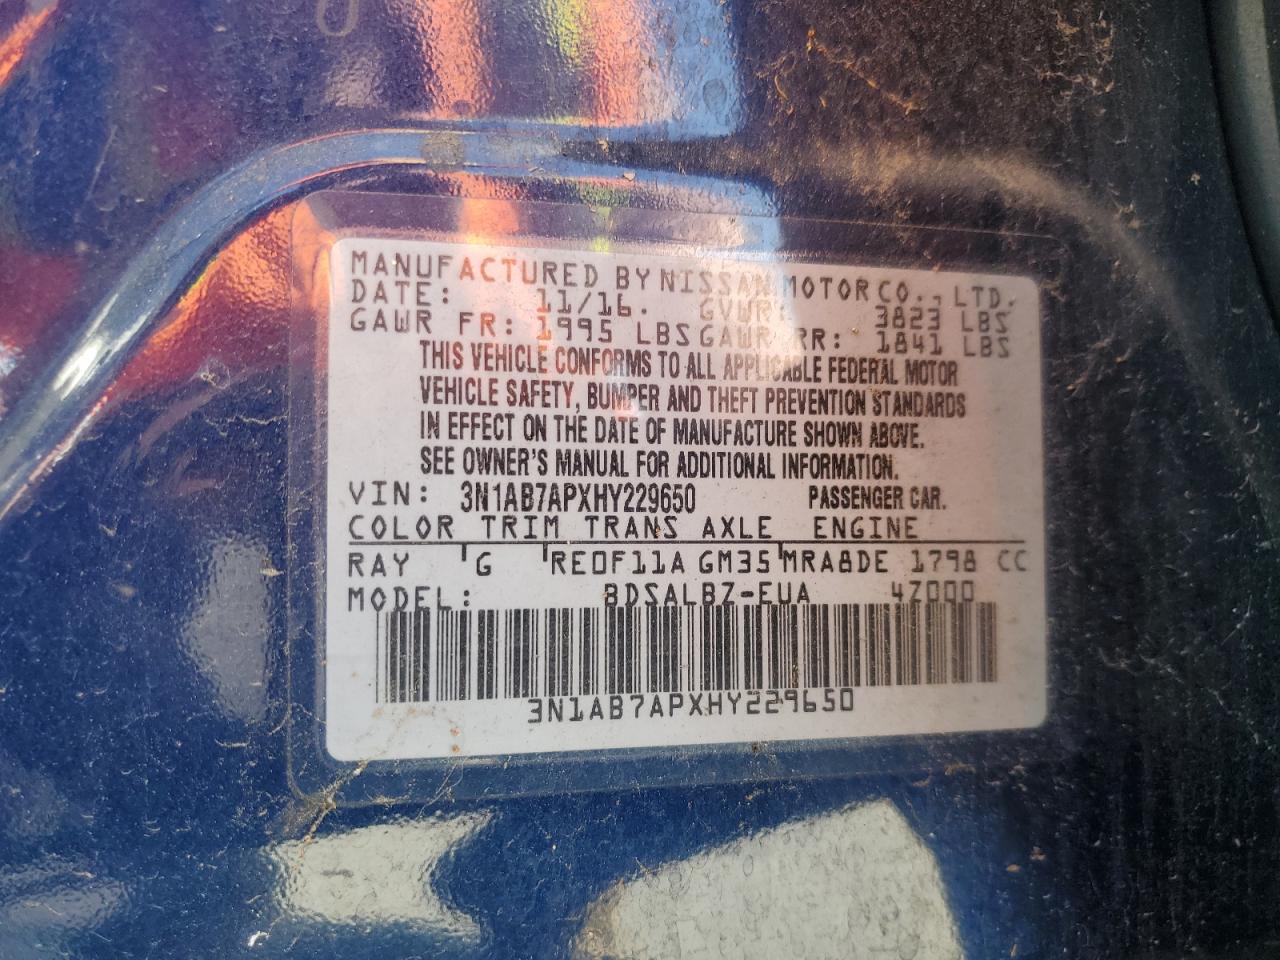 MANUFACTURED BY NISSAN MOTOR CO., LTD.
DATE: 11/16. GVWR: 3823 LBS
GAWR FR: 1995 LBS GAWR RR: 1841 LBS
THIS VEHICLE CONFORMS TO ALL APPLICABLE FEDERAL MOTOR
VEHICLE SAFETY, BUMPER AND THEFT PREVENTION STANDARDS
IN EFFECT ON THE DATE OF MANUFACTURE SHOWN ABOVE.
SEE OWNER'S MANUAL FOR ADDITIONAL INFORMATION.
VIN: 3N1AB7APXHY229650 PASSENGER CAR.
COLOR TRIM TRANS AXLE ENGINE
RAY G RE0F11A GM35 MRA8DE 1798 CC
MODEL: BDSALBZ-EUA 4Z000
3N1AB7APXHY229650